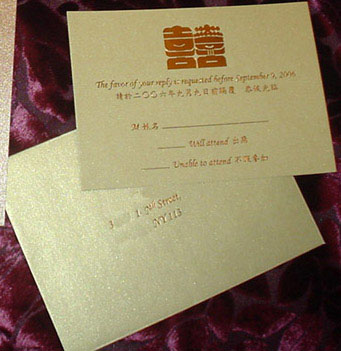 囍
The favor of your reply is requested before September 9, 2006
請於二〇〇六年九月九日前賜覆 恭候光臨
M 姓名
Will attend 出席
Unable to attend 不克參加
Street,
NY 113